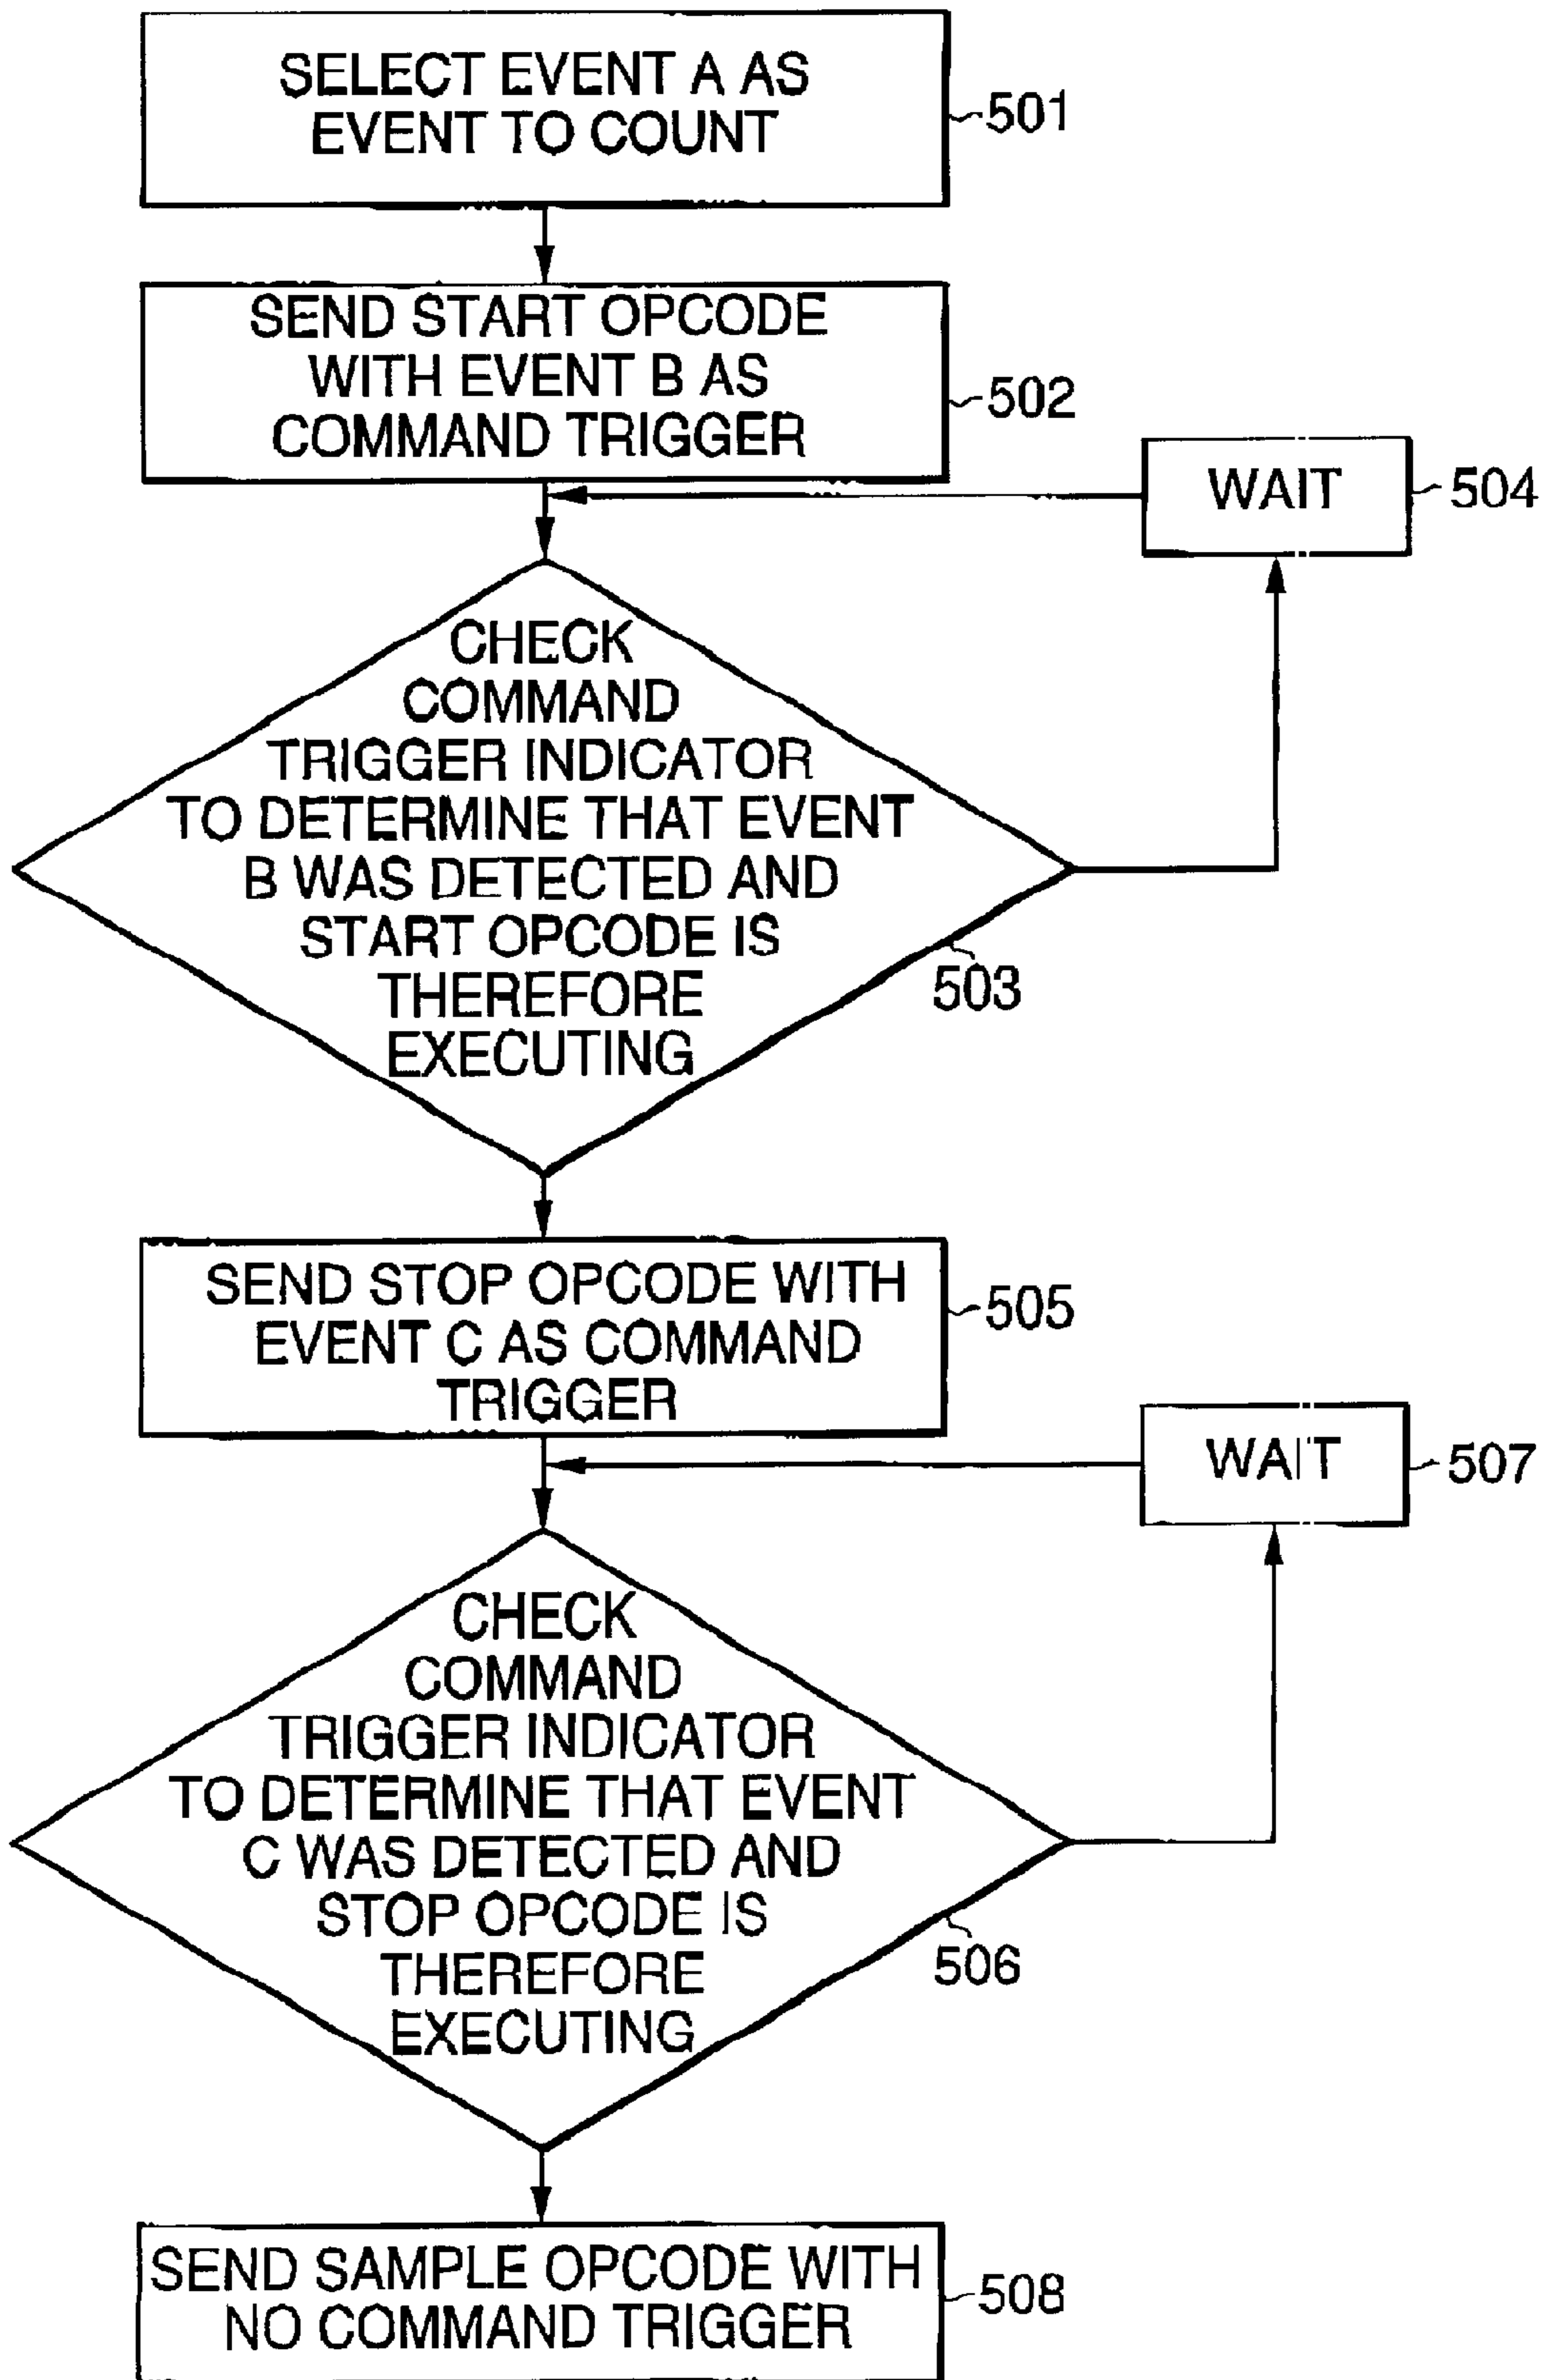 SELECT EVENT A AS
EVENT TO COUNT
501
SEND START OPCODE
WITH EVENT B AS
COMMAND TRIGGER
502
WAIT
504
CHECK
COMMAND
TRIGGER INDICATOR
TO DETERMINE THAT EVENT
B WAS DETECTED AND
START OPCODE IS
THEREFORE
EXECUTING
503
SEND STOP OPCODE WITH
EVENT C AS COMMAND
TRIGGER
505
WAIT
507
CHECK
COMMAND
TRIGGER INDICATOR
TO DETERMINE THAT EVENT
C WAS DETECTED AND
STOP OPCODE IS
THEREFORE
EXECUTING
506
SEND SAMPLE OPCODE WITH
NO COMMAND TRIGGER
508